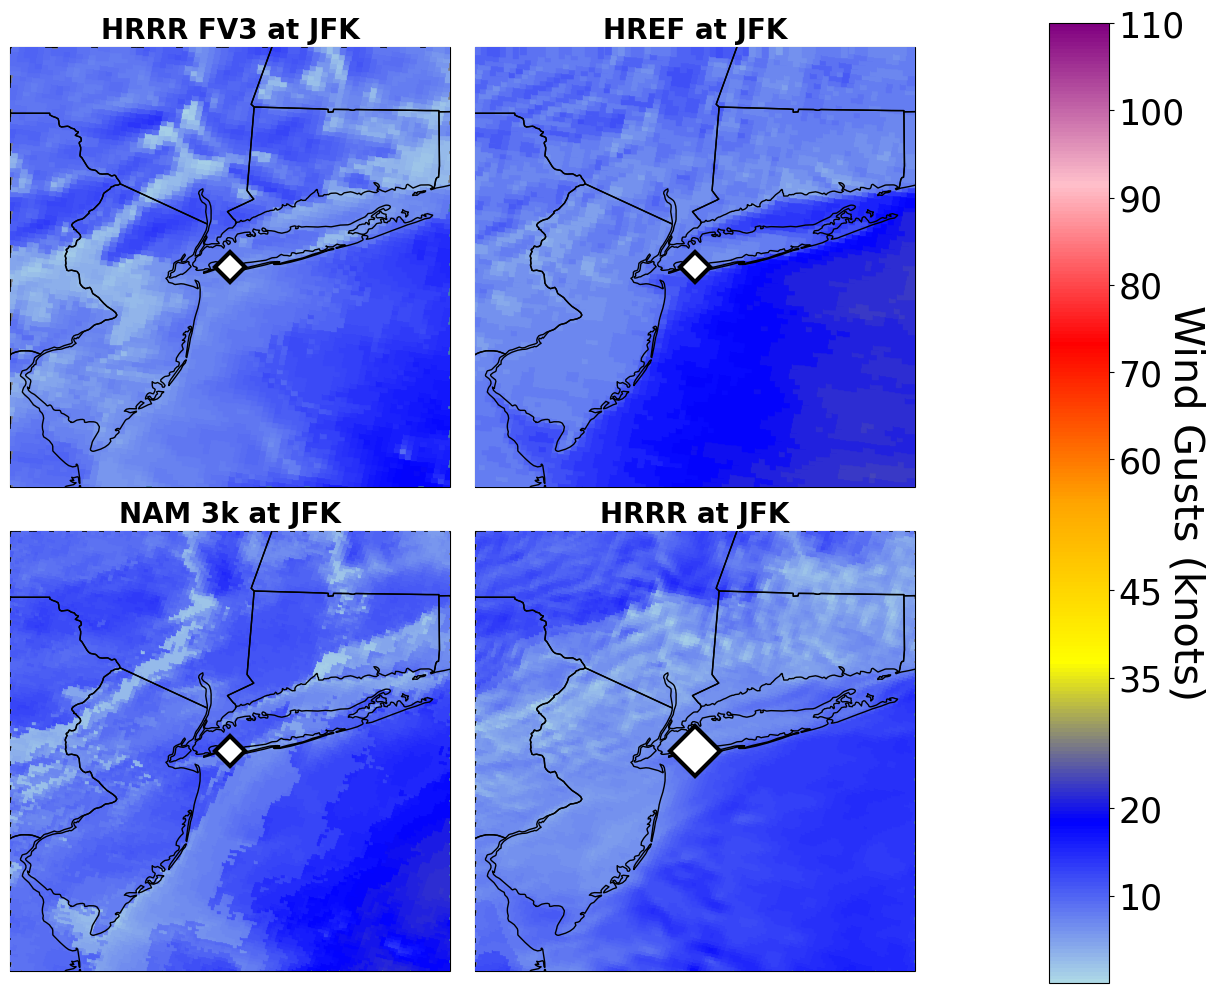 HRRR FV3 at JFK
HREF at JFK
NAM 3k at JFK
HRRR at JFK
110
100
90
80
70
60
45
35
20
10
Wind Gusts (knots)